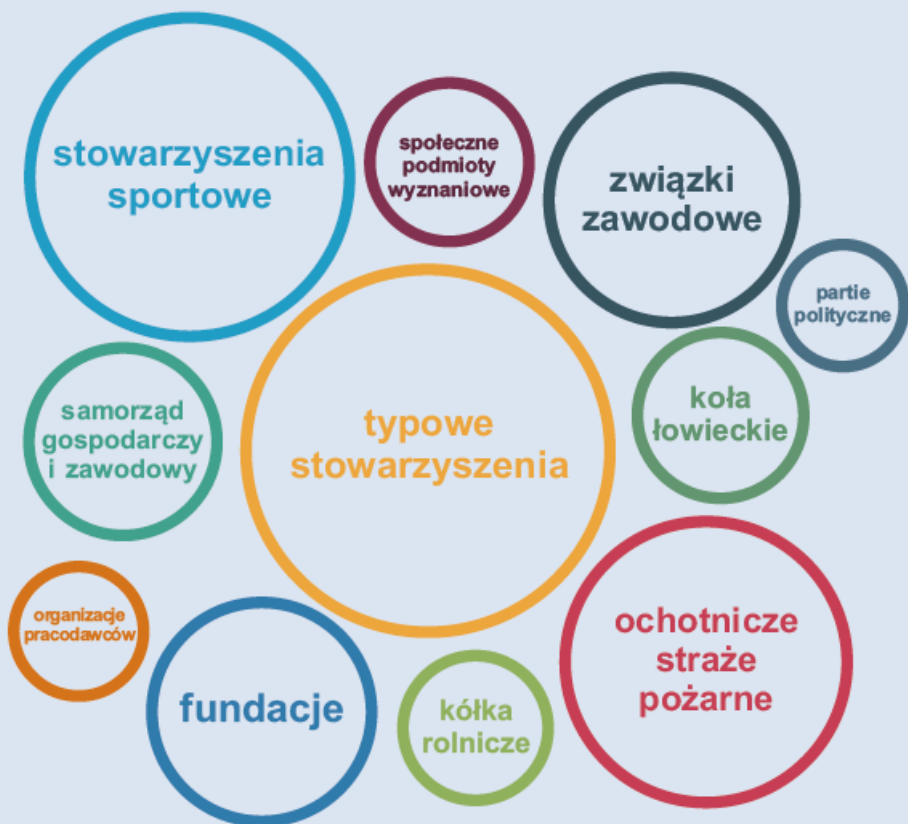 stowarzyszenia
sportowe
społeczne
podmioty
wyznaniowe
związki
zawodowe
partie
polityczne
samorząd
gospodarczy
i zawodowy
typowe
stowarzyszenia
koła
łowieckie
organizacje
pracodawców
fundacje
kółka
rolnicze
ochotnicze
straże
pożarne